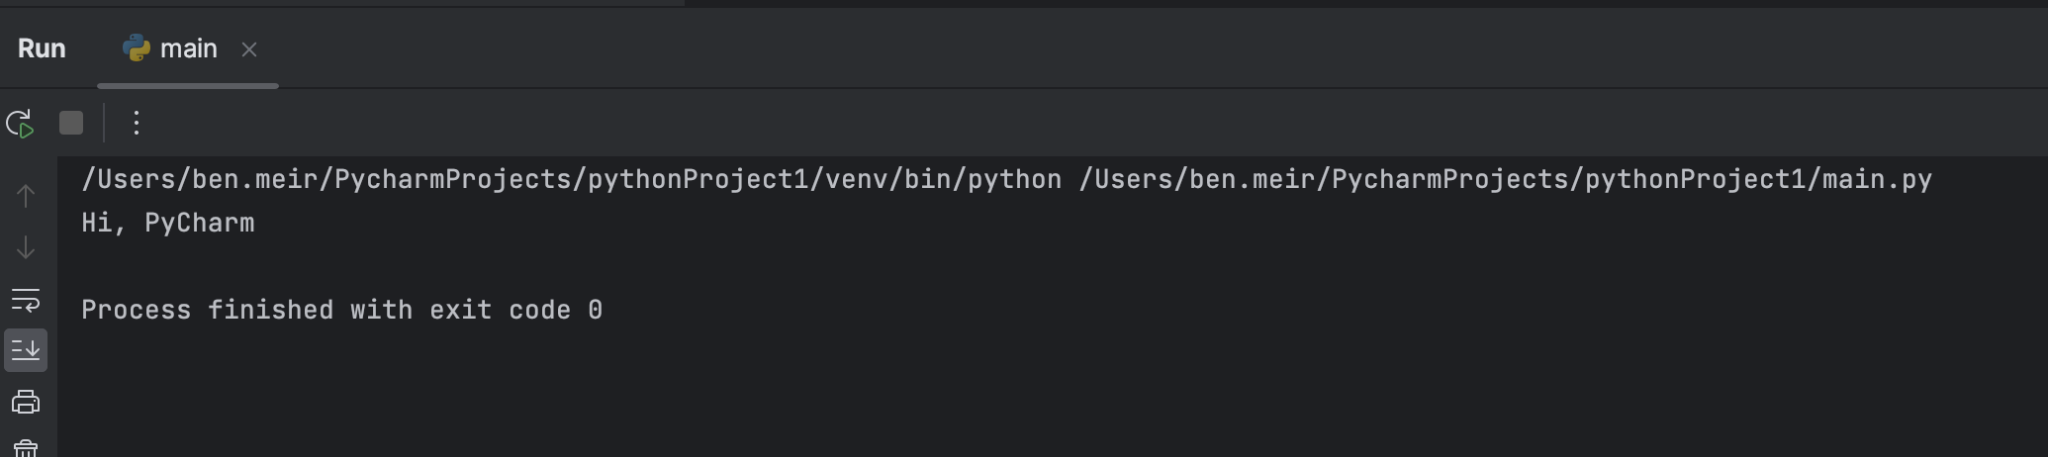 Run main
/Users/ben.meir/PycharmProjects/pythonProject1/venv/bin/python /Users/ben.meir/PycharmProjects/pythonProject1/main.py
Hi, PyCharm
Process finished with exit code 0